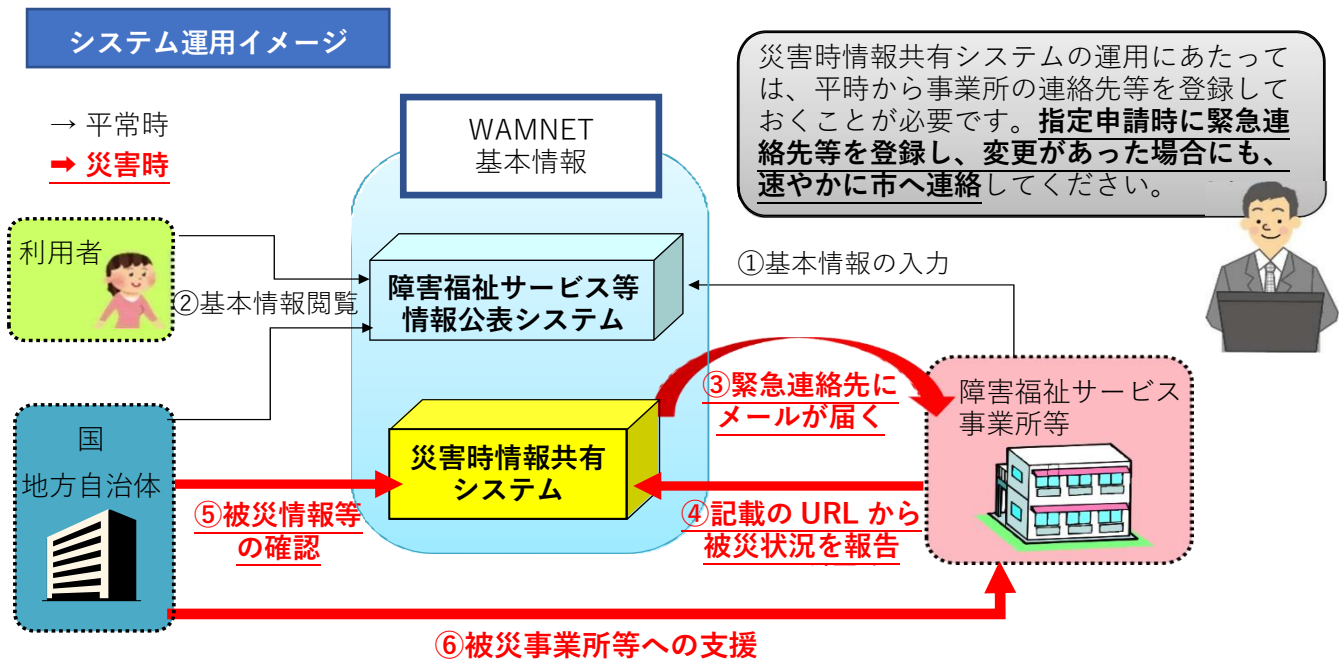 システム運用イメージ
災害時情報共有システムの運用にあたって
は、平時から事業所の連絡先等を登録して
おくことが必要です。指定申請時に緊急連
絡先等を登録し、変更があった場合にも、
速やかに市へ連絡してください。
→ 平常時
➡ 災害時
WAMNET
基本情報
利用者
②基本情報閲覧
障害福祉サービス等
情報公表システム
①基本情報の入力
③緊急連絡先に
メールが届く
障害福祉サービス
事業所等
国
地方自治体
災害時情報共有
システム
⑤被災情報等
の確認
④記載の URL から
被災状況を報告
⑥被災事業所等への支援